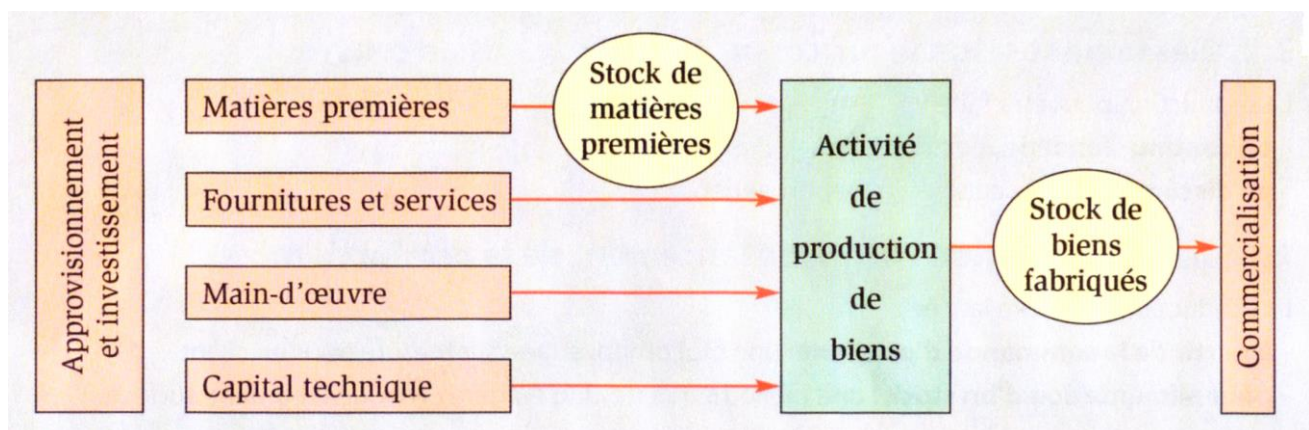 Approvisionnement
et investissement
Matières premières
Fournitures et services
Main-d'œuvre
Capital technique
Stock de
matières
premières
Activité
de
production
de
biens
Stock de
biens
fabriqués
Commercialisation